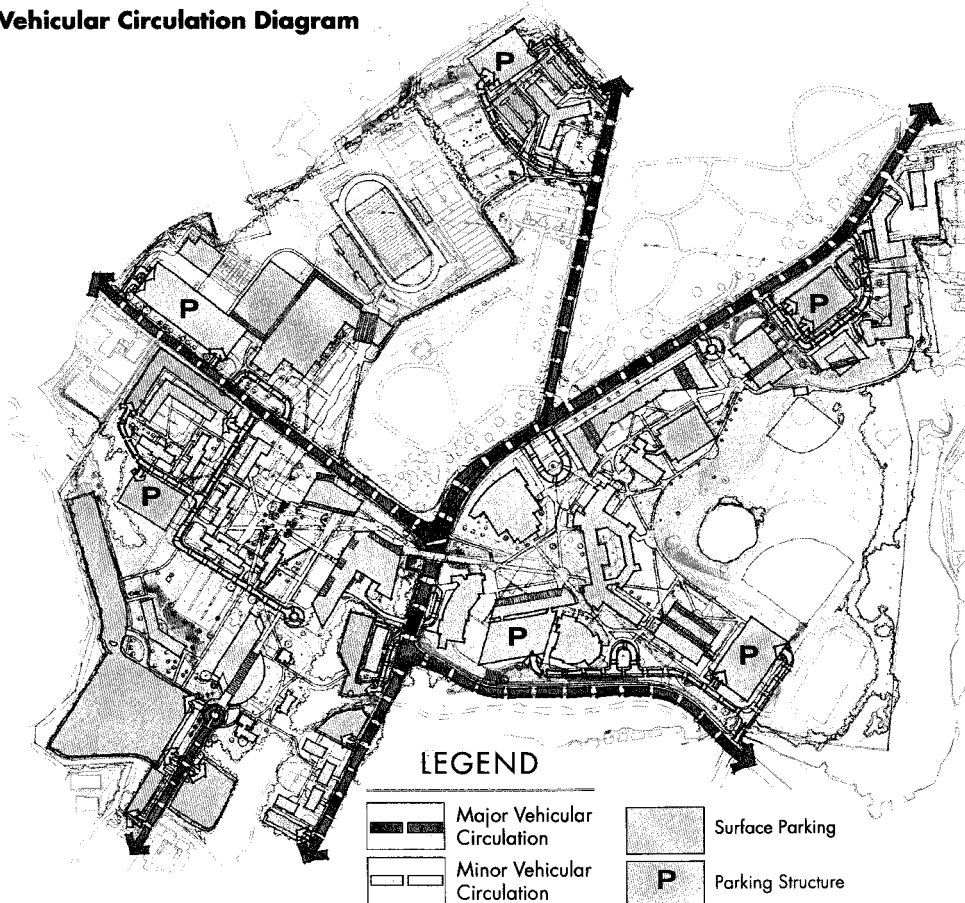 Vehicular Circulation Diagram
P
P
P
P
P
P
LEGEND
Major Vehicular
Circulation
Minor Vehicular
Circulation
Surface Parking
P
Parking Structure